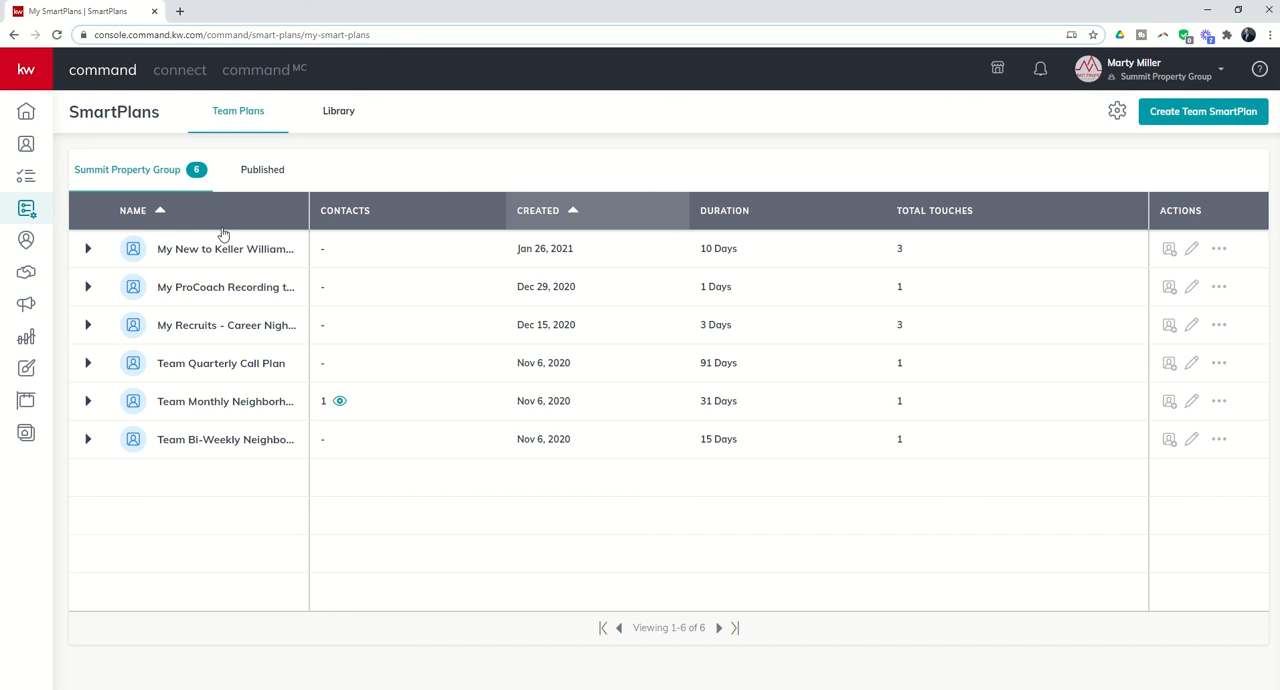 kw My SmartPlans | SmartPlans
console.command.kw.com/command/smart-plans/my-smart-plans
kw command connect command MC
Marty Miller
Summit Property Group
SmartPlans Team Plans Library Create Team SmartPlan
Summit Property Group 6 Published
NAME CONTACTS CREATED DURATION TOTAL TOUCHES ACTIONS
My New to Keller William... - Jan 26, 2021 10 Days 3
My ProCoach Recording t... - Dec 29, 2020 1 Days 1
My Recruits - Career Nigh... - Dec 15, 2020 3 Days 3
Team Quarterly Call Plan - Nov 6, 2020 91 Days 1
Team Monthly Neighborh... 1 Nov 6, 2020 31 Days 1
Team Bi-Weekly Neighbo... - Nov 6, 2020 15 Days 1
Viewing 1-6 of 6